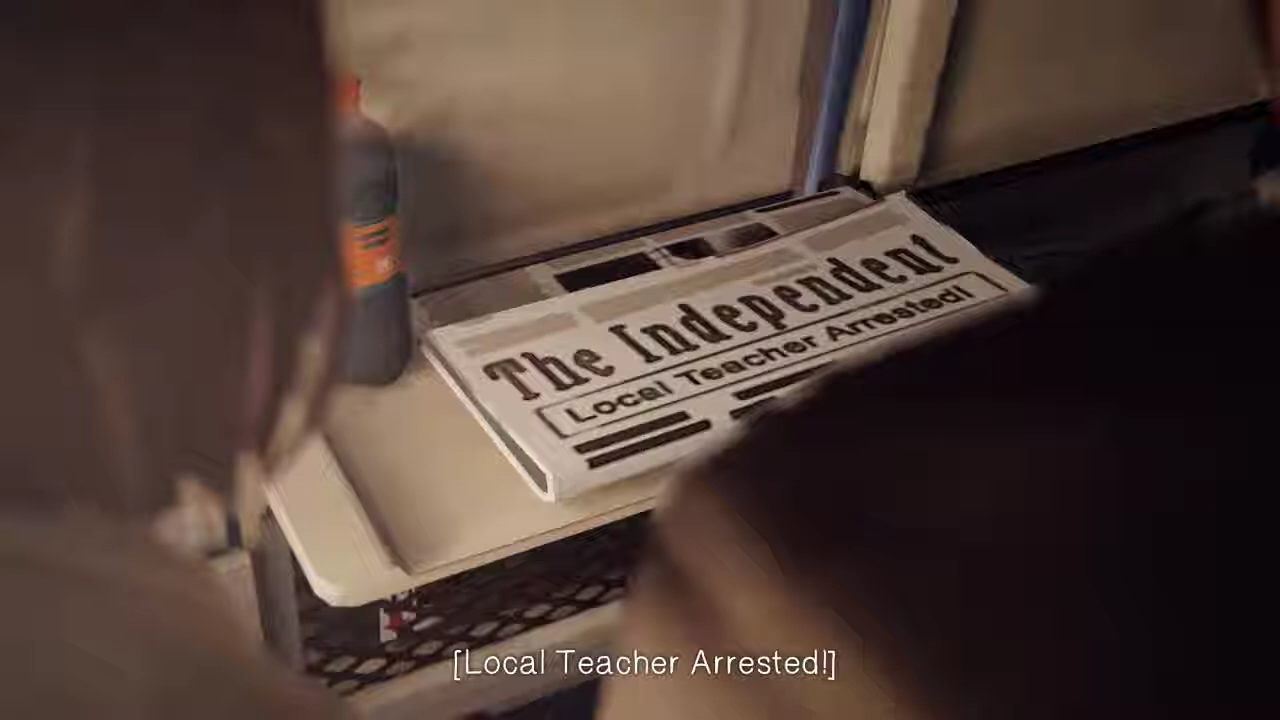 The Independent
Local Teacher Arrested!
[Local Teacher Arrested!]